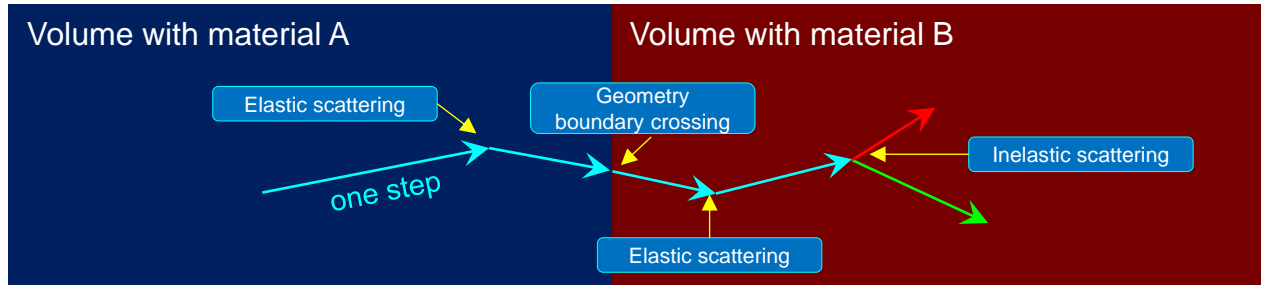 Volume with material A
Volume with material B
Elastic scattering
Geometry
boundary crossing
Inelastic scattering
one step
Elastic scattering